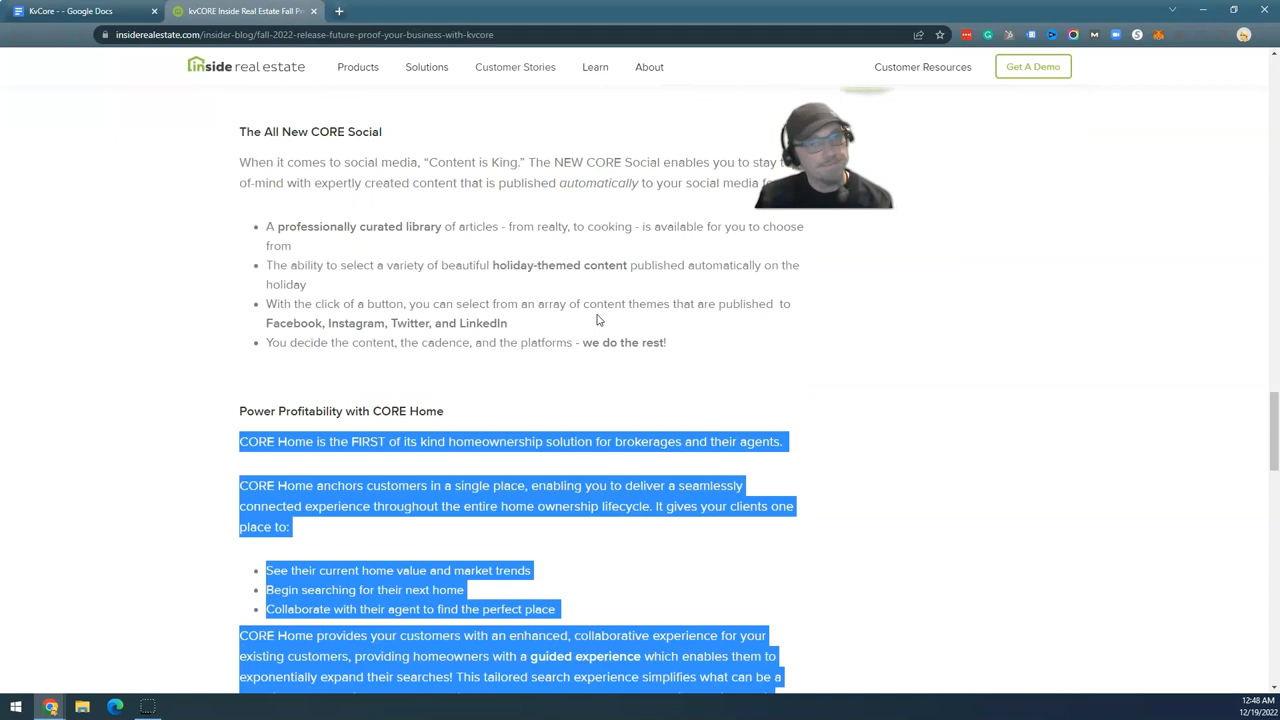 KvCore - - Google Docs
kvCORE Inside Real Estate Fall Pr
insiderealestate.com/insider-blog/fall-2022-release-future-proof-your-business-with-kvcore
inside real estate
Products
Solutions
Customer Stories
Learn
About
Customer Resources
Get A Demo
The All New CORE Social
When it comes to social media, “Content is King.” The NEW CORE Social enables you to stay
of-mind with expertly created content that is published automatically to your social media
• A professionally curated library of articles - from realty, to cooking - is available for you to choose
from
• The ability to select a variety of beautiful holiday-themed content published automatically on the
holiday
• With the click of a button, you can select from an array of content themes that are published to
Facebook, Instagram, Twitter, and LinkedIn
• You decide the content, the cadence, and the platforms - we do the rest!
Power Profitability with CORE Home
CORE Home is the FIRST of its kind homeownership solution for brokerages and their agents.
CORE Home anchors customers in a single place, enabling you to deliver a seamlessly
connected experience throughout the entire home ownership lifecycle. It gives your clients one
place to:
• See their current home value and market trends
• Begin searching for their next home
• Collaborate with their agent to find the perfect place
CORE Home provides your customers with an enhanced, collaborative experience for your
existing customers, providing homeowners with a guided experience which enables them to
exponentially expand their searches! This tailored search experience simplifies what can be a
12:48 AM
12/19/2022